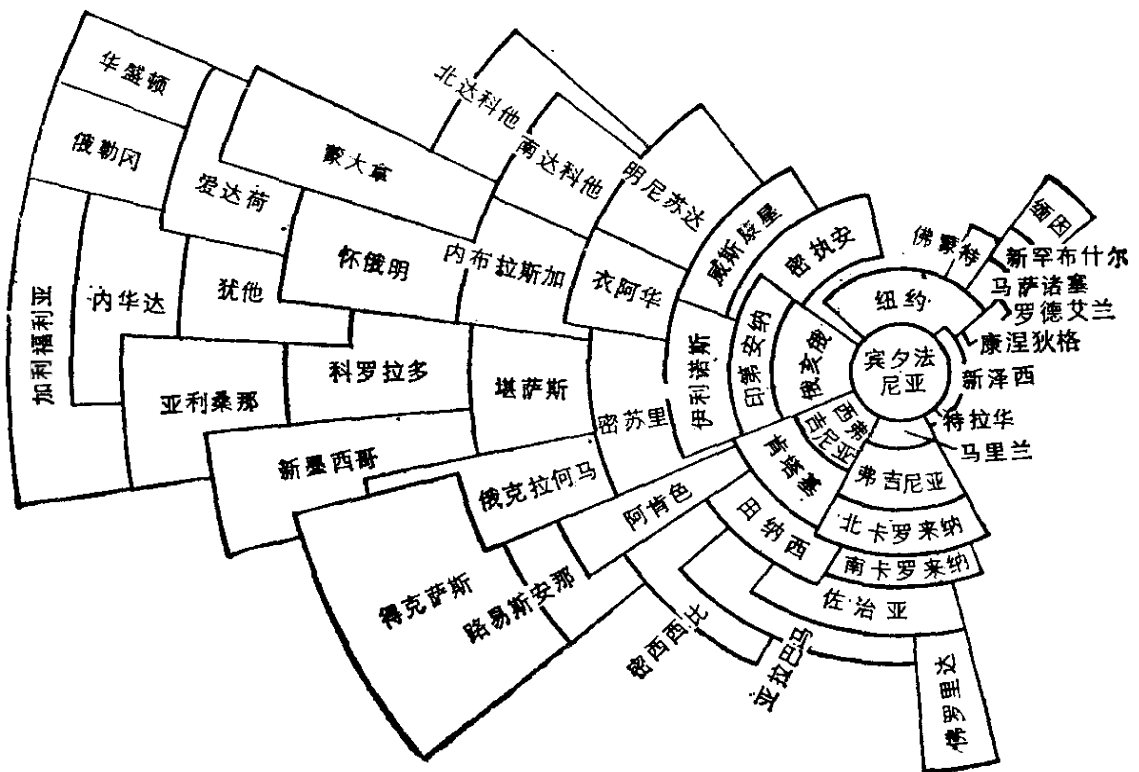 华盛顿
俄勒冈
加利福利亚
爱达荷
内华达
蒙大拿
犹他
亚利桑那
怀俄明
科罗拉多
新墨西哥
北达科他
南达科他
内布拉斯加
堪萨斯
俄克拉何马
得克萨斯
明尼苏达
衣阿华
密苏里
阿肯色
路易斯安那
威斯康星
伊利诺斯
密执安
印第安纳
俄亥俄
西弗
吉尼亚
肯塔基
田纳西
密西西比
亚拉巴马
缅因
佛蒙特
新罕布什尔
马萨诸塞
纽约
罗德艾兰
康涅狄格
宾夕法
尼亚
新泽西
特拉华
马里兰
弗吉尼亚
北卡罗来纳
南卡罗来纳
佐治亚
佛罗里达